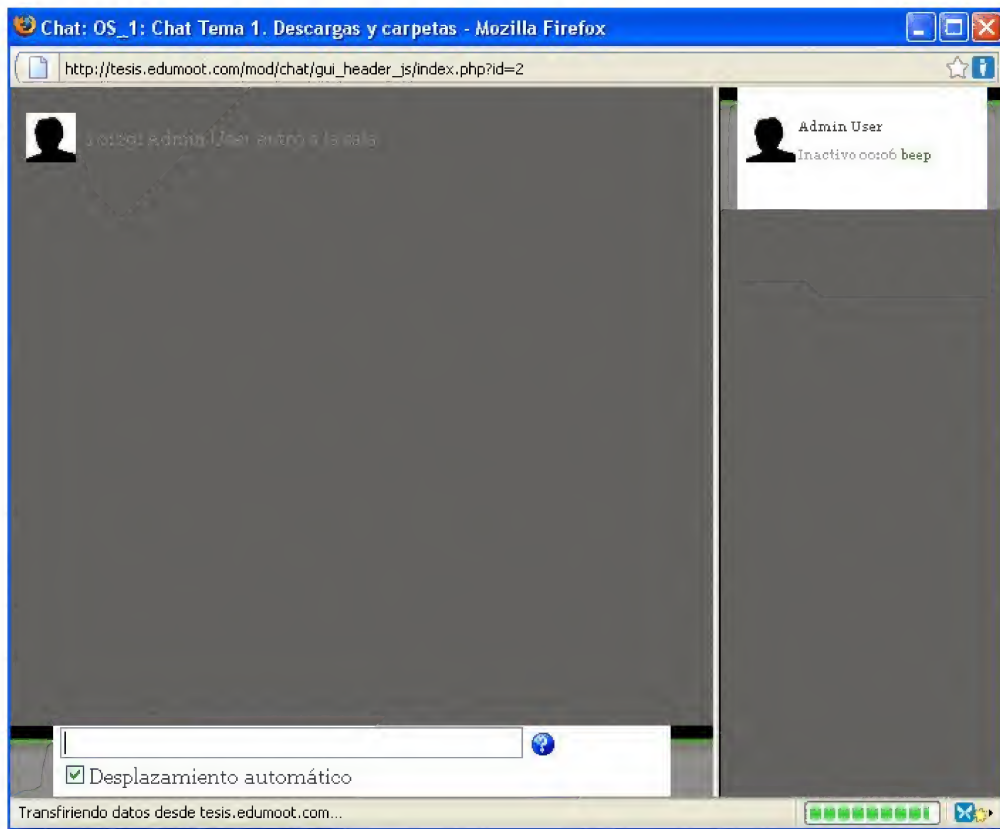 Chat: OS_1: Chat Tema 1. Descargas y carpetas - Mozilla Firefox
http://tesis.edumoot.com/mod/chat/gui_header_js/index.php?id=2
Admin User entró a la sala
Admin User
Inactivo 00:06 beep
Desplazamiento automático
Transfiriendo datos desde tesis.edumoot.com...